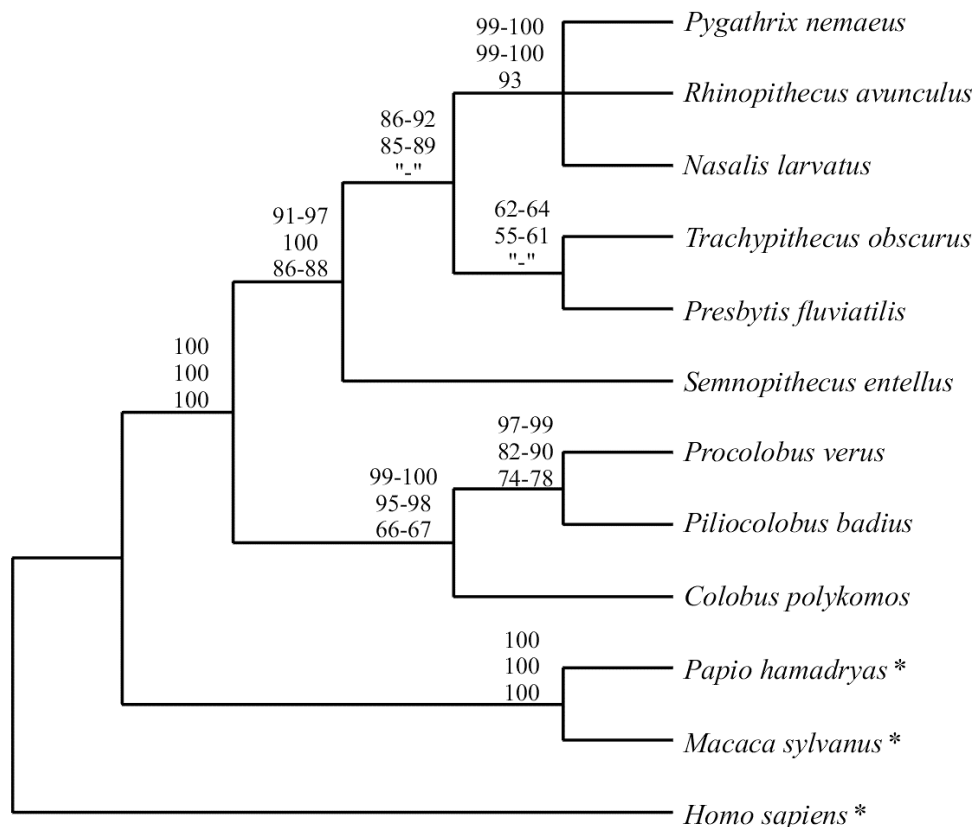 99-100
99-100
93
Pygathrix nemaeus
Rhinopithecus avunculus
Nasalis larvatus
86-92
85-89
"-"
62-64
55-61
"-"
Trachypithecus obscurus
Presbytis fluviatilis
91-97
100
86-88
Semnopithecus entellus
100
100
100
97-99
82-90
74-78
Procolobus verus
Piliocolobus badius
99-100
95-98
66-67
Colobus polykomos
100
100
100
Papio hamadryas *
Macaca sylvanus *
Homo sapiens *